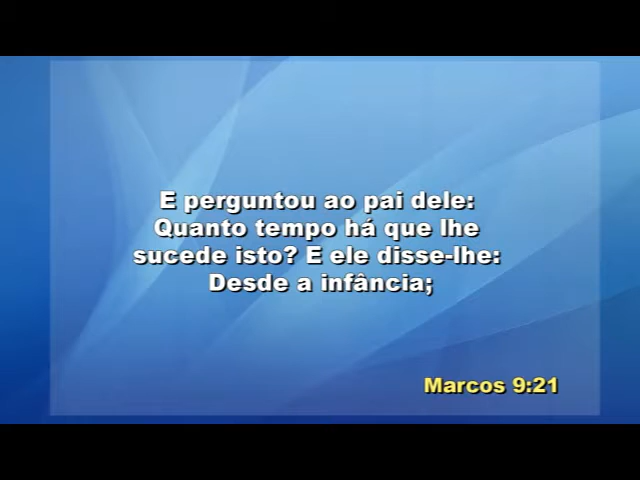 E perguntou ao pai dele:
Quanto tempo há que lhe
sucede isto? E ele disse-lhe:
Desde a infância;
Marcos 9:21